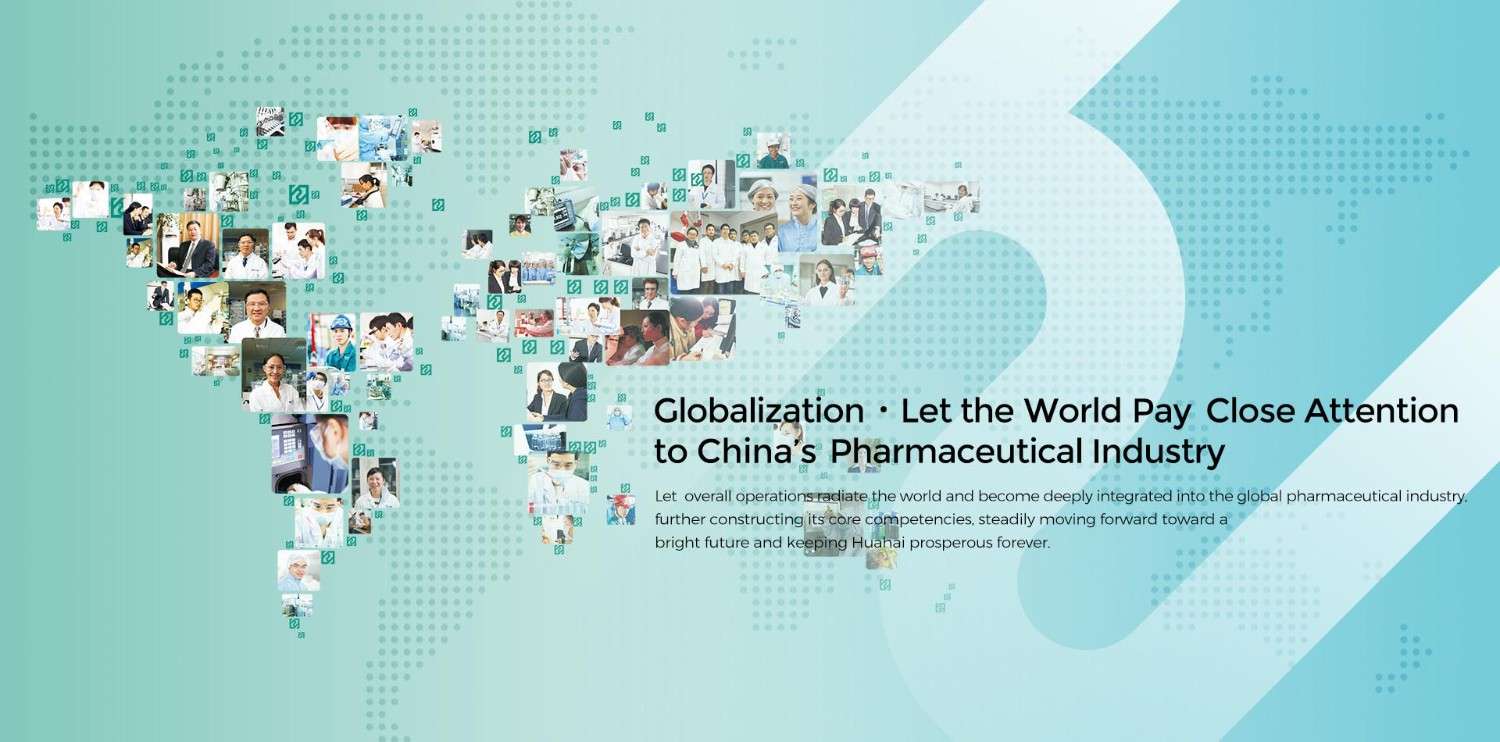 Globalization · Let the World Pay Close Attention
to China's Pharmaceutical Industry
Let overall operations radiate the world and become deeply integrated into the global pharmaceutical industry,
further constructing its core competencies, steadily moving forward toward a
bright future and keeping Huahai prosperous forever.